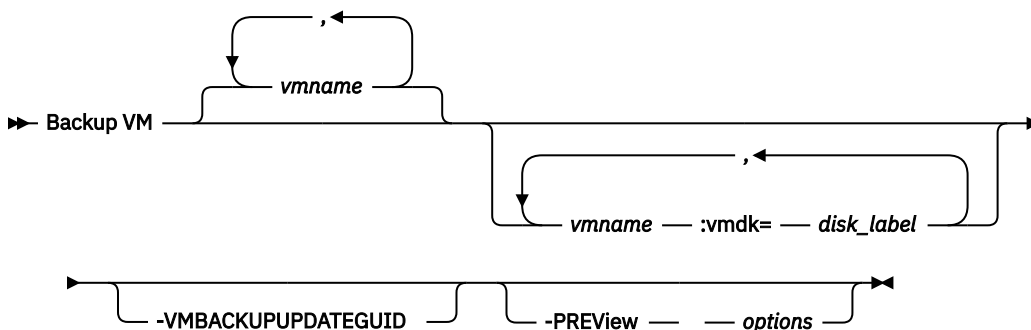 ,
vmname
Backup VM
,
vmname :vmdk= disk_label
-VMBACKUPUPDATEGUID -PREView options